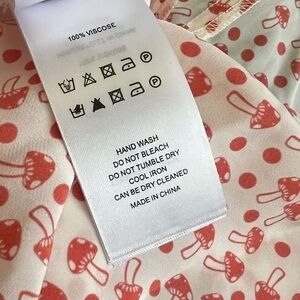 100% VISCOSE
HAND WASH
DO NOT BLEACH
DO NOT TUMBLE DRY
COOL IRON
CAN BE DRY CLEANED
MADE IN CHINA